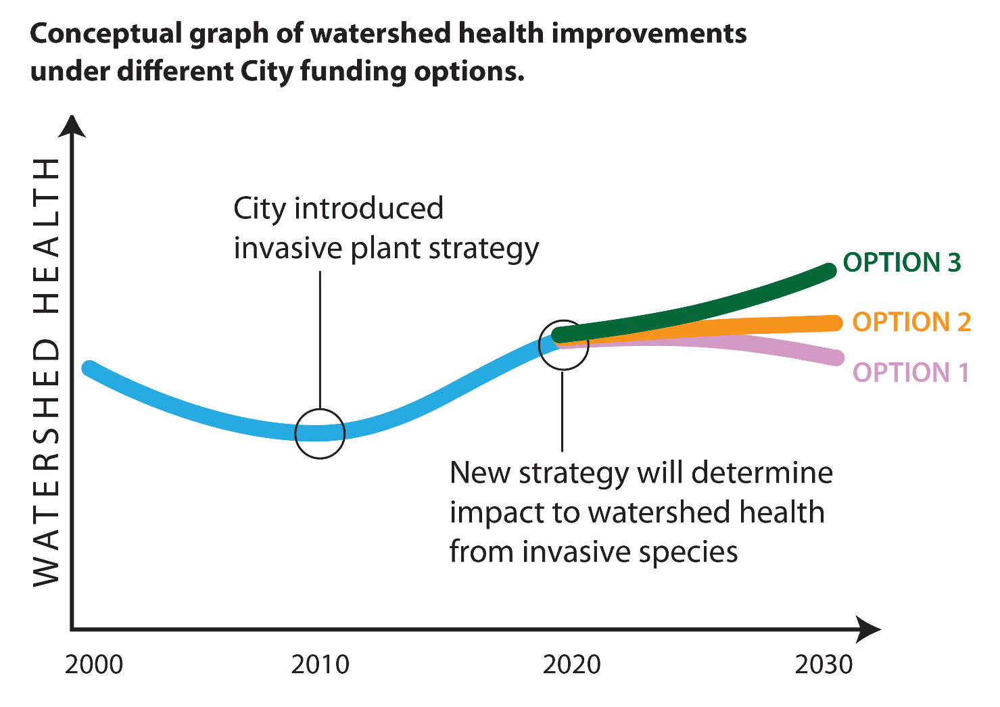 Conceptual graph of watershed health improvements
under different City funding options.
WATERSHED HEALTH
City introduced
invasive plant strategy
OPTION 3
OPTION 2
OPTION 1
New strategy will determine
impact to watershed health
from invasive species
2000
2010
2020
2030